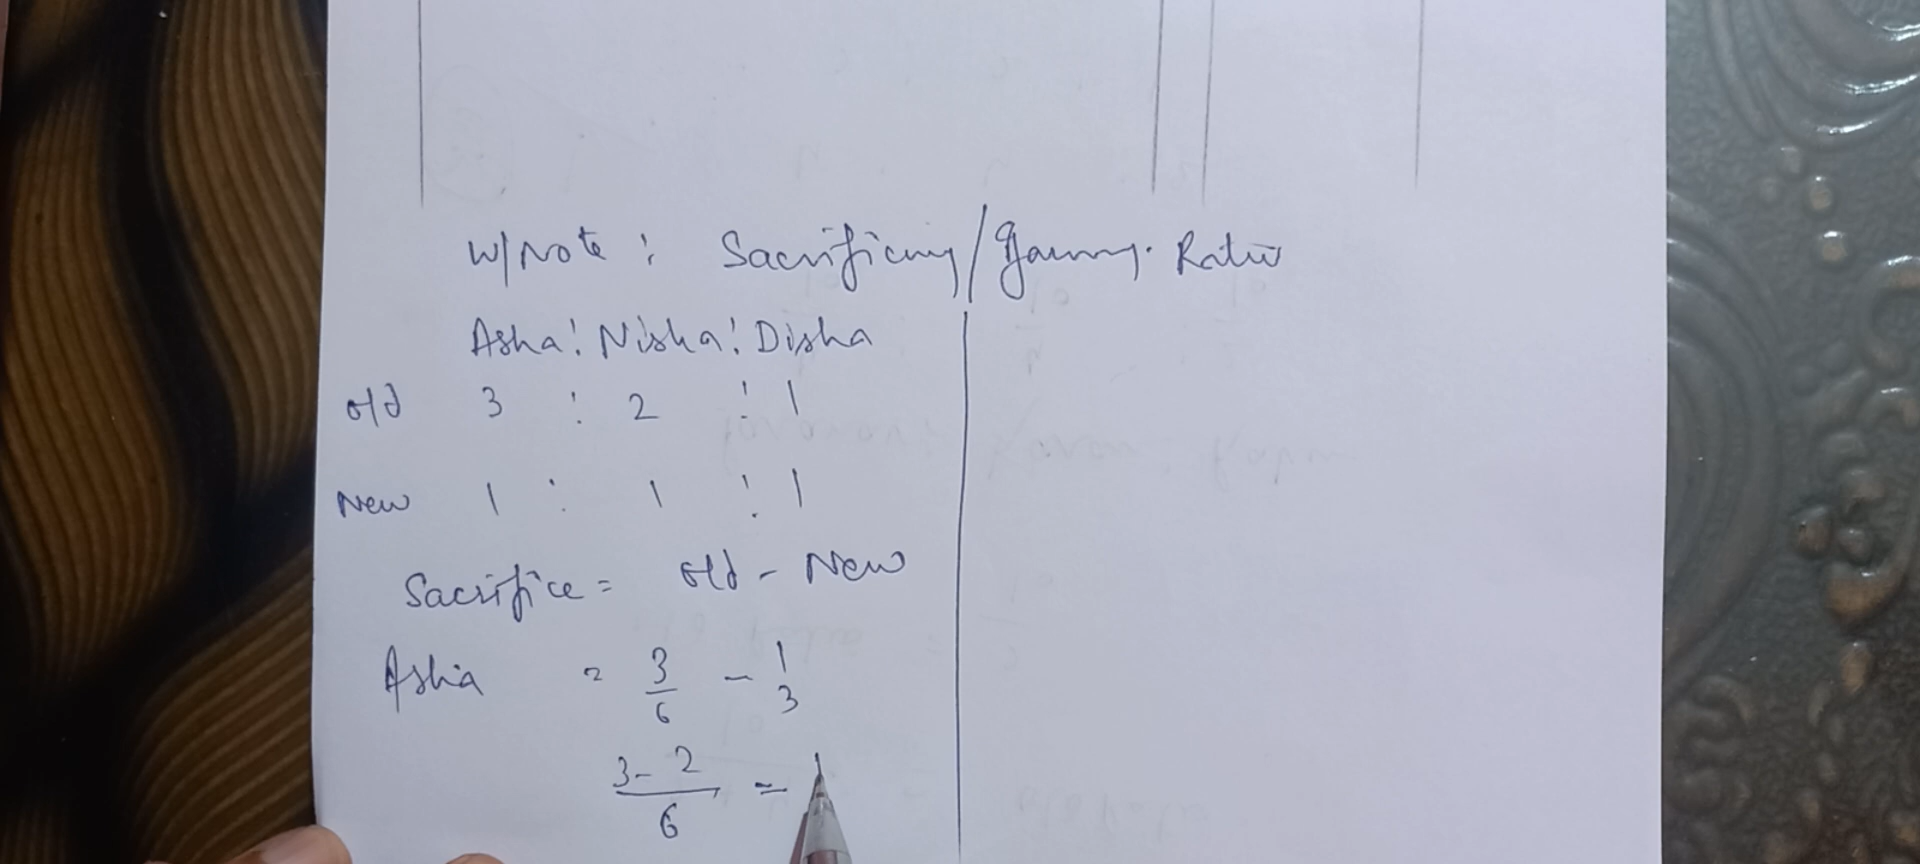 W/Note : Sacrificing/Gaining Ratio
Asha : Nisha : Disha
Old 3 : 2 : 1
New 1 : 1 : 1
Sacrifice = Old - New
Asha = 3/6 - 1/3
3-2/6 = 1